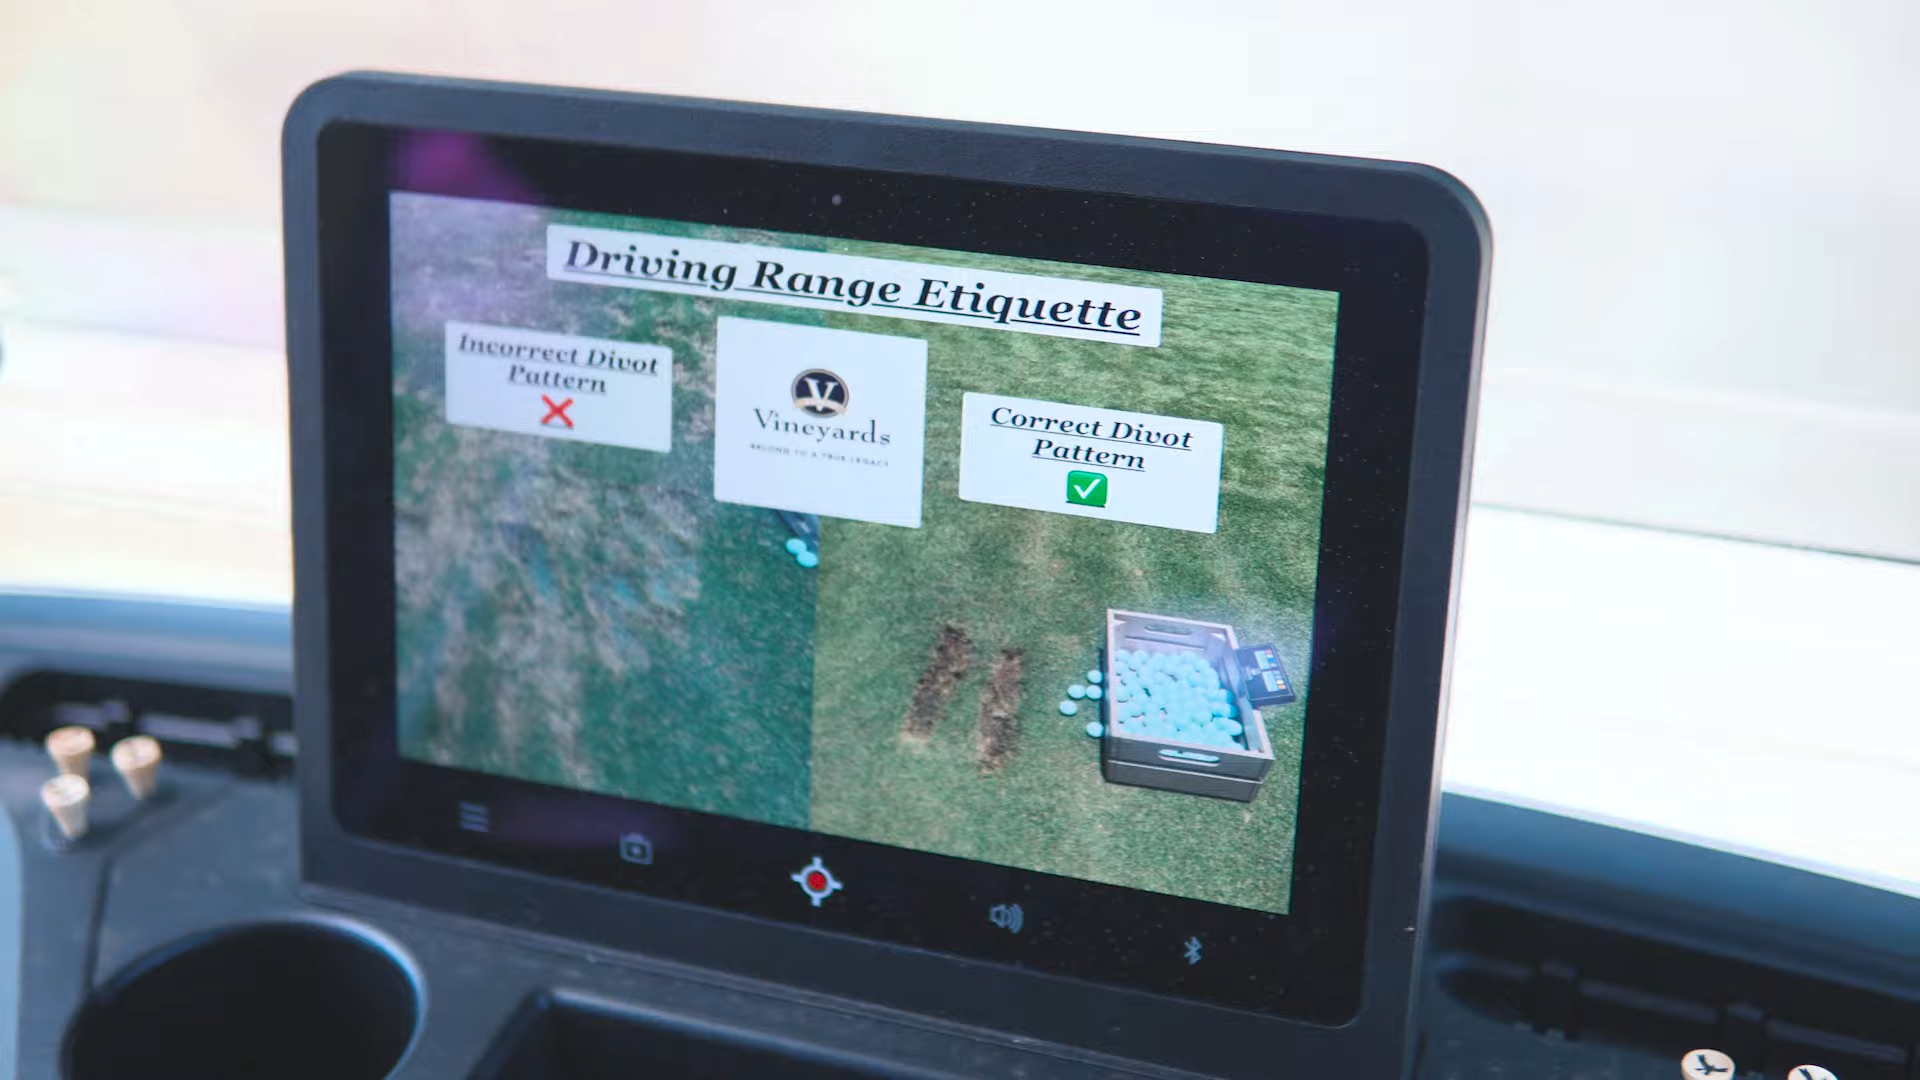 Driving Range Etiquette
Incorrect Divot
Pattern
V
Vineyards
Correct Divot
Pattern